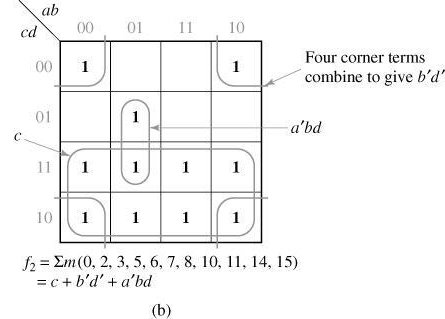 ab
cd
00 01 11 10
00 1 1
Four corner terms
combine to give b′d′
01 1
a′bd
c
11 1 1 1 1
10 1 1 1 1
f₂ = Σm(0, 2, 3, 5, 6, 7, 8, 10, 11, 14, 15)
= c + b′d′ + a′bd
(b)